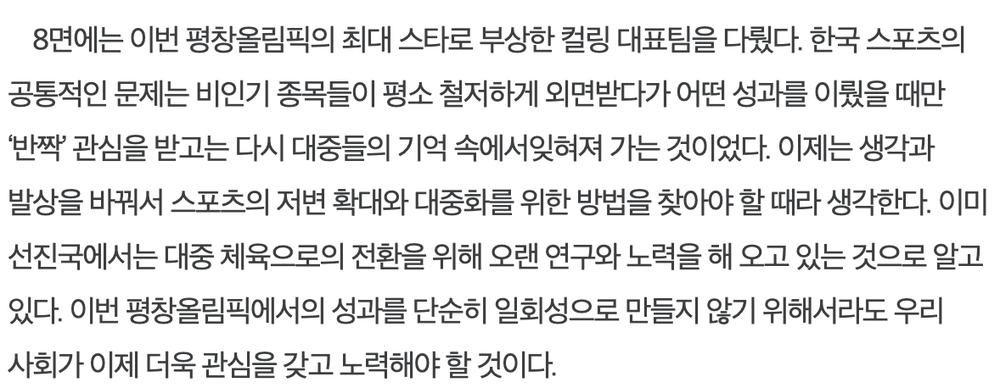 8면에는 이번 평창올림픽의 최대 스타로 부상한 컬링 대표팀을 다뤘다. 한국 스포츠의
공통적인 문제는 비인기 종목들이 평소 철저하게 외면받다가 어떤 성과를 이뤘을 때만
‘반짝’ 관심을 받고는 다시 대중들의 기억 속에서잊혀져 가는 것이었다. 이제는 생각과
발상을 바꿔서 스포츠의 저변 확대와 대중화를 위한 방법을 찾아야 할 때라 생각한다. 이미
선진국에서는 대중 체육으로의 전환을 위해 오랜 연구와 노력을 해 오고 있는 것으로 알고
있다. 이번 평창올림픽에서의 성과를 단순히 일회성으로 만들지 않기 위해서라도 우리
사회가 이제 더욱 관심을 갖고 노력해야 할 것이다.